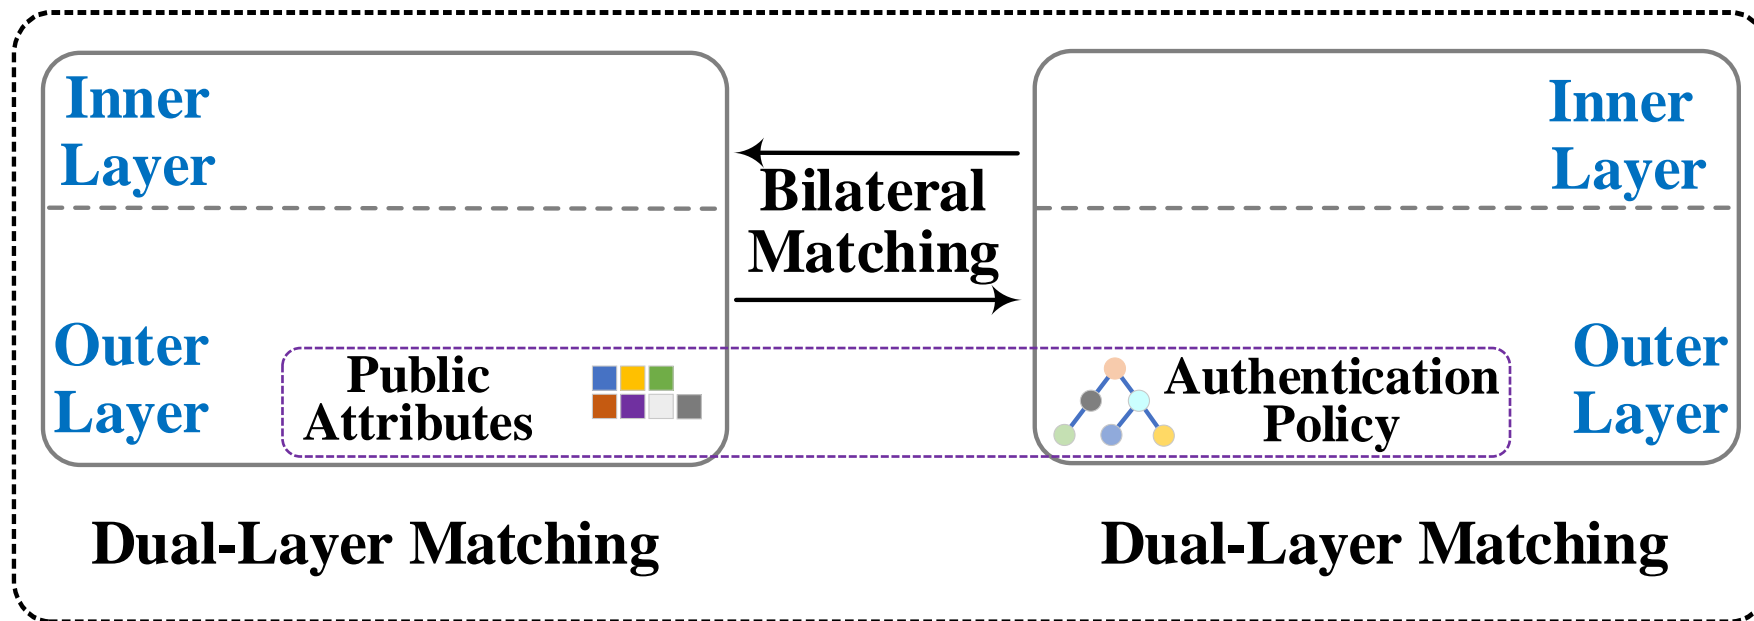 Inner
Layer
Outer
Layer
Public
Attributes
Dual-Layer Matching
Bilateral
Matching
Inner
Layer
Authentication
Policy
Outer
Layer
Dual-Layer Matching